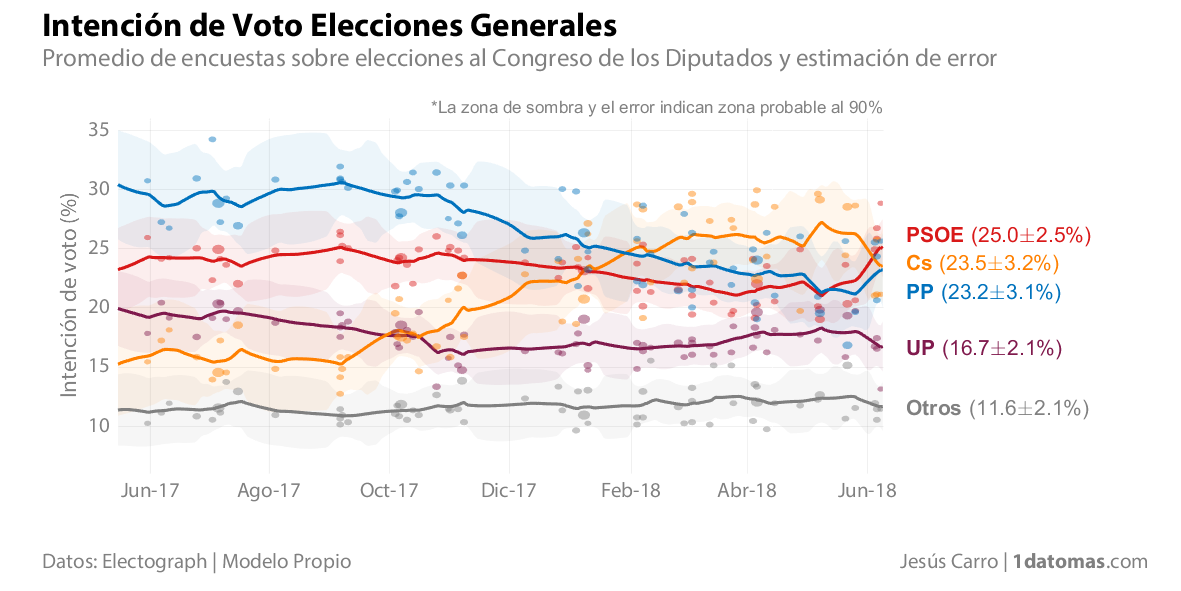 Intención de Voto Elecciones Generales
Promedio de encuestas sobre elecciones al Congreso de los Diputados y estimación de error
*La zona de sombra y el error indican zona probable al 90%
Intención de voto (%)
35
30
25
20
15
10
PSOE (25.0±2.5%)
Cs (23.5±3.2%)
PP (23.2±3.1%)
UP (16.7±2.1%)
Otros (11.6±2.1%)
Jun-17 Ago-17 Oct-17 Dic-17 Feb-18 Abr-18 Jun-18
Datos: Electograph | Modelo Propio
Jesús Carro | 1datomas.com